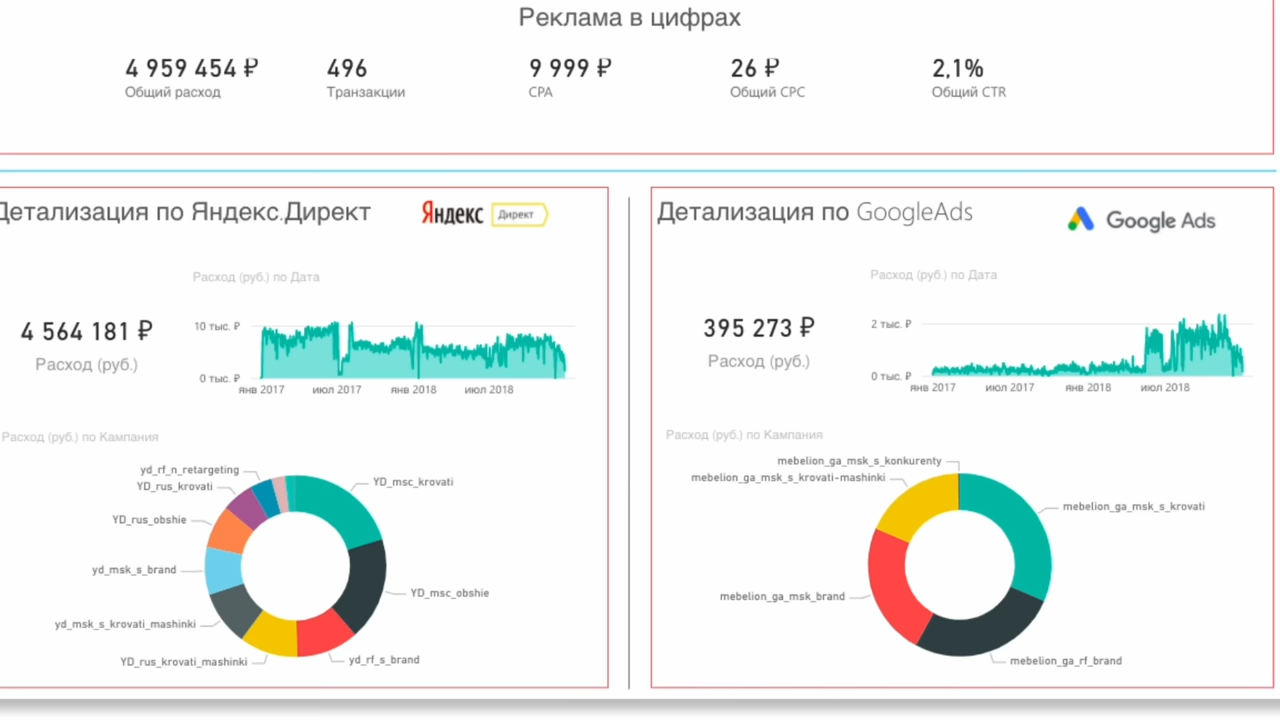 Реклама в цифрах
4 959 454 ₽
Общий расход
496
Транзакции
9 999 ₽
CPA
26 ₽
Общий CPC
2,1%
Общий CTR
Детализация по Яндекс.Директ
Яндекс Директ
Расход (руб.) по Дата
4 564 181 ₽
Расход (руб.)
10 тыс. ₽
0 тыс. ₽
янв 2017 июл 2017 янв 2018 июл 2018
Расход (руб.) по Кампания
yd_rf_n_retargeting
YD_rus_krovati
YD_msc_krovati
YD_rus_obshie
yd_msk_s_brand
YD_msc_obshie
yd_msk_s_krovati_mashinki
YD_rus_krovati_mashinki
yd_rf_s_brand
Детализация по GoogleAds
Google Ads
Расход (руб.) по Дата
395 273 ₽
Расход (руб.)
2 тыс. ₽
0 тыс. ₽
янв 2017 июл 2017 янв 2018 июл 2018
Расход (руб.) по Кампания
mebelion_ga_msk_s_konkurenty
mebelion_ga_msk_s_krovati-mashinki
mebelion_ga_msk_s_krovati
mebelion_ga_msk_brand
mebelion_ga_rf_brand